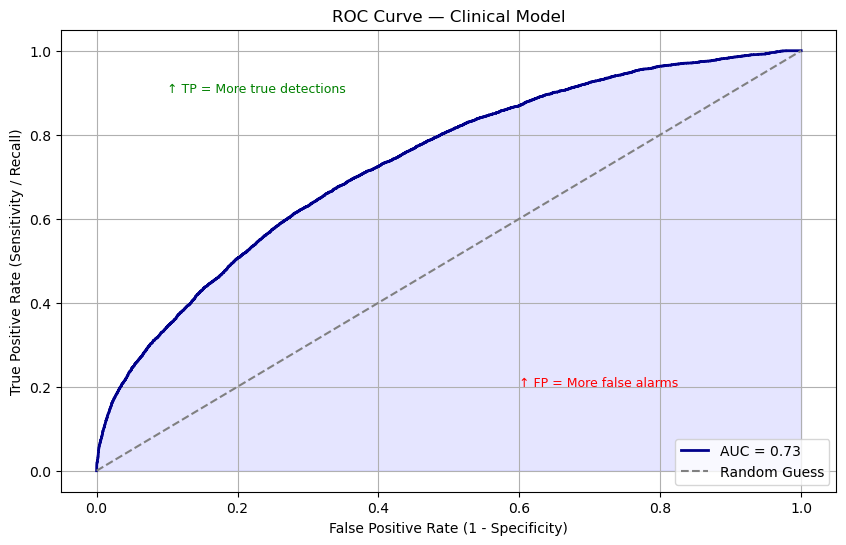 ROC Curve — Clinical Model
True Positive Rate (Sensitivity / Recall)
1.0
0.8
0.6
0.4
0.2
0.0
↑ TP = More true detections
↑ FP = More false alarms
AUC = 0.73
Random Guess
0.0 0.2 0.4 0.6 0.8 1.0
False Positive Rate (1 - Specificity)